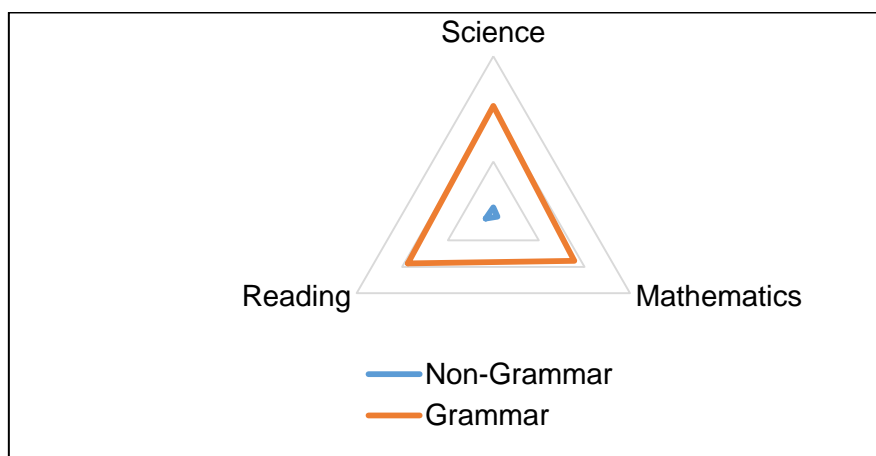 Science
Reading
Mathematics
Non-Grammar
Grammar